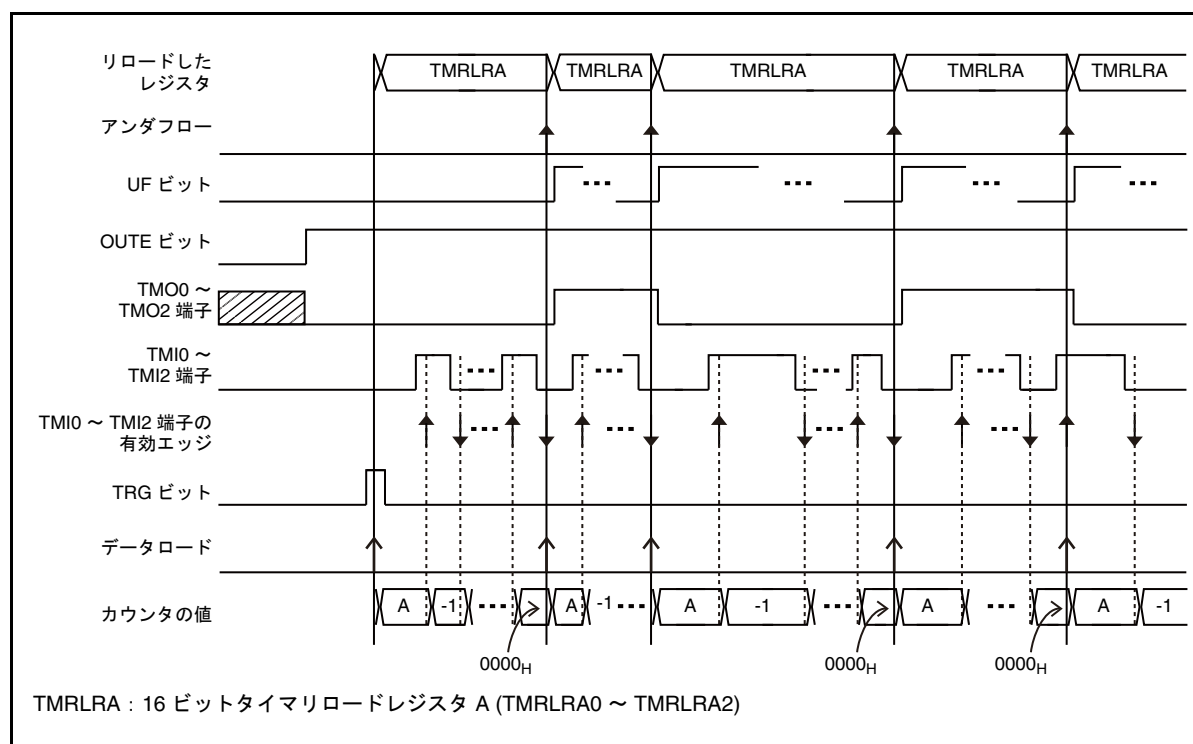 リロードした
レジスタ
TMRLRA TMRLRA TMRLRA TMRLRA TMRLRA
アンダフロー
UF ビット
OUTE ビット
TMO0 ～
TMO2 端子
TMI0 ～
TMI2 端子
TMI0 ～ TMI2 端子の
有効エッジ
TRG ビット
データロード
カウンタの値
A -1 A -1 A -1 A A -1
0000H 0000H 0000H
TMRLRA : 16 ビットタイマリロードレジスタ A (TMRLRA0 ～ TMRLRA2)